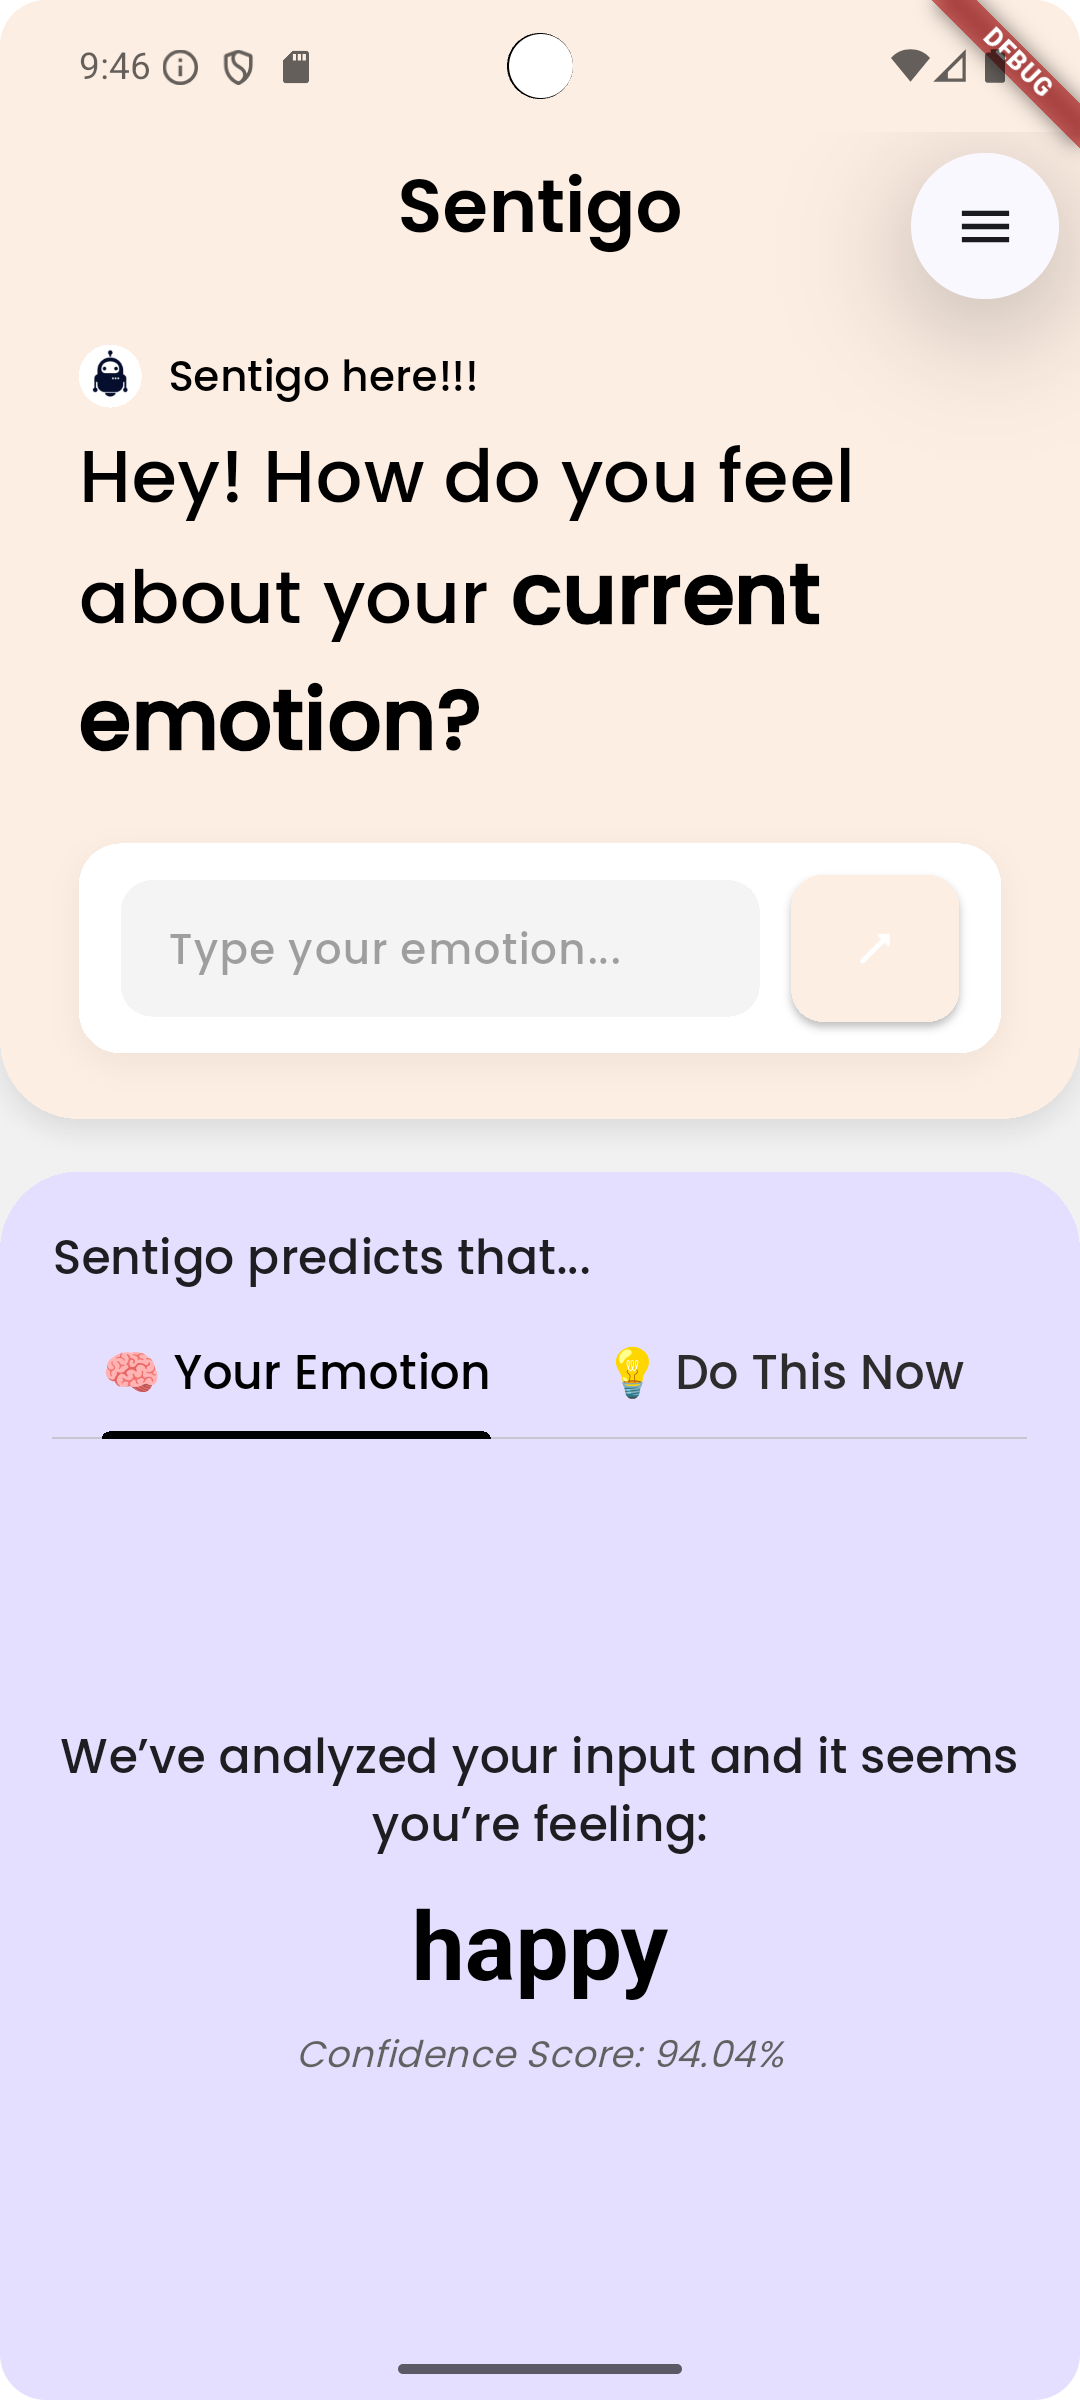 9:46
DEBUG
Sentigo
Sentigo here!!!
Hey! How do you feel
about your current
emotion?
Type your emotion...
Sentigo predicts that...
🧠 Your Emotion
💡 Do This Now
We’ve analyzed your input and it seems
you’re feeling:
happy
Confidence Score: 94.04%